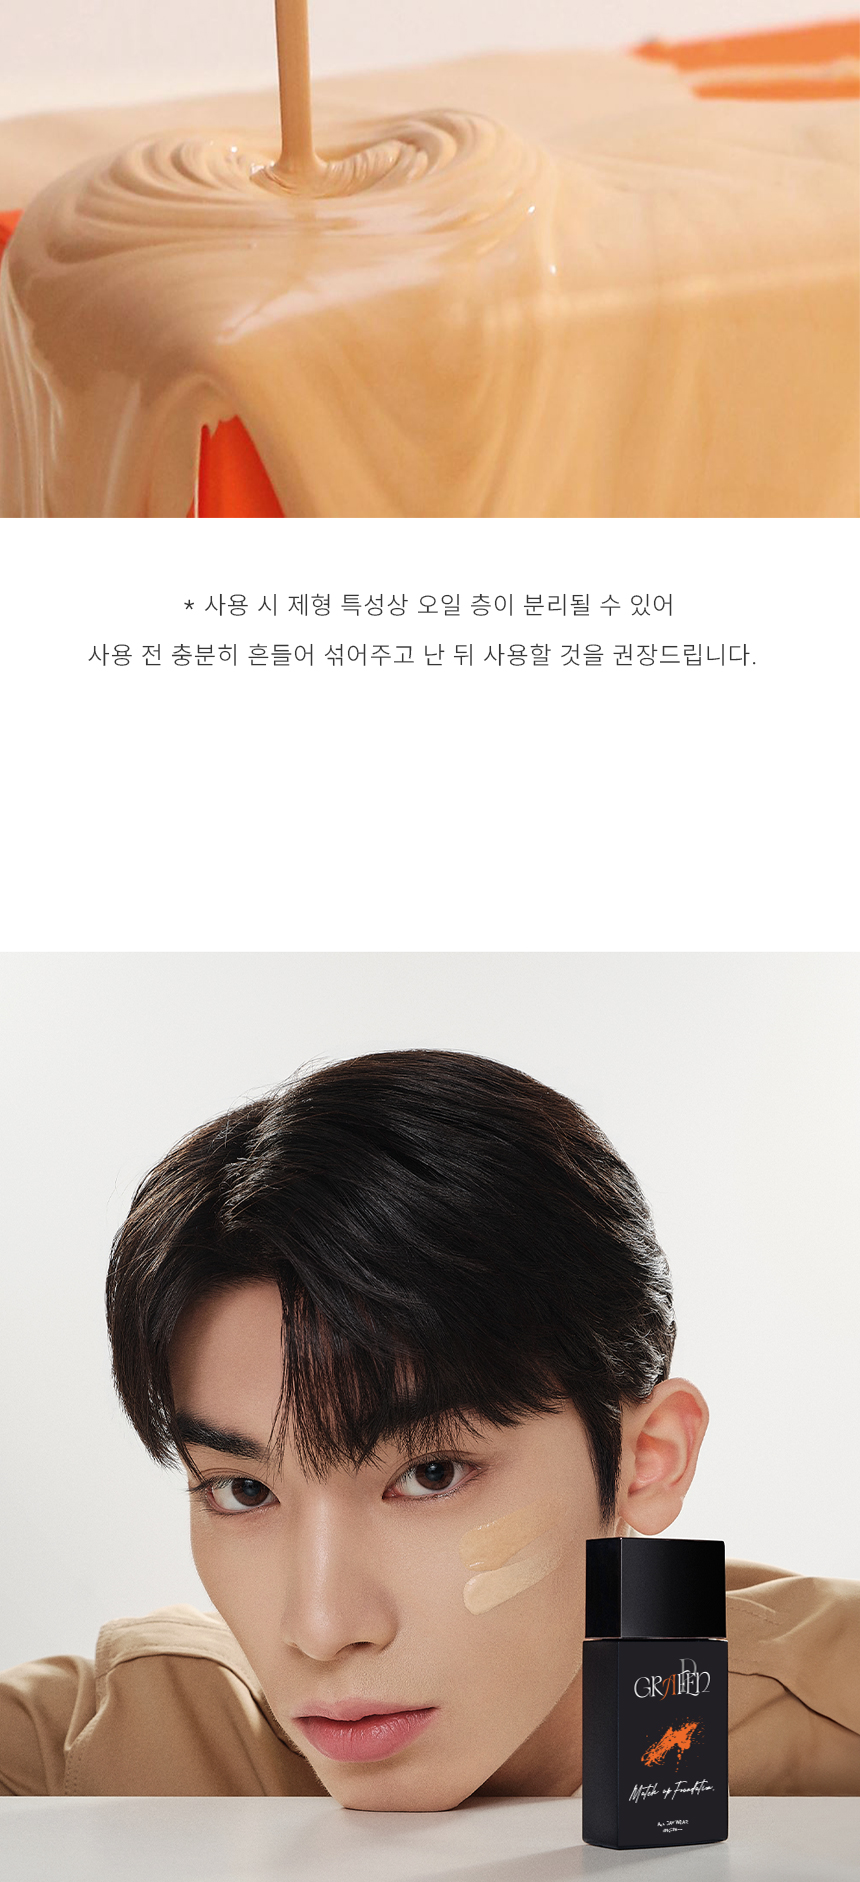 * 사용 시 제형 특성상 오일 층이 분리될 수 있어
사용 전 충분히 흔들어 섞어주고 난 뒤 사용할 것을 권장드립니다.
GRAFEN
Match up Foundation.
ALL DAY WEAR